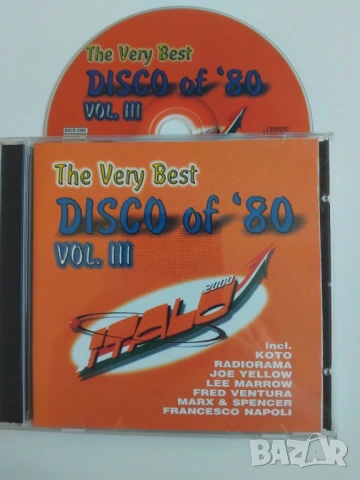 The Very Best
DISCO of '80
VOL. III
The Very Best
DISCO of '80
VOL. III
ITALO
2000
incl.
KOTO
RADIORAMA
JOE YELLOW
LEE MARROW
FRED VENTURA
MARX & SPENCER
FRANCESCO NAPOLI
BAZAR
bg